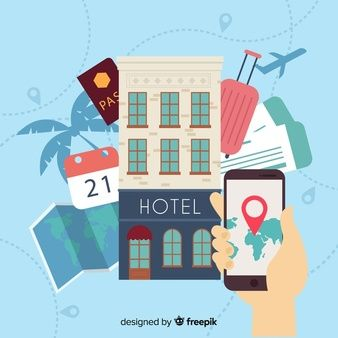 PAS
21
HOTEL
designed by freepik